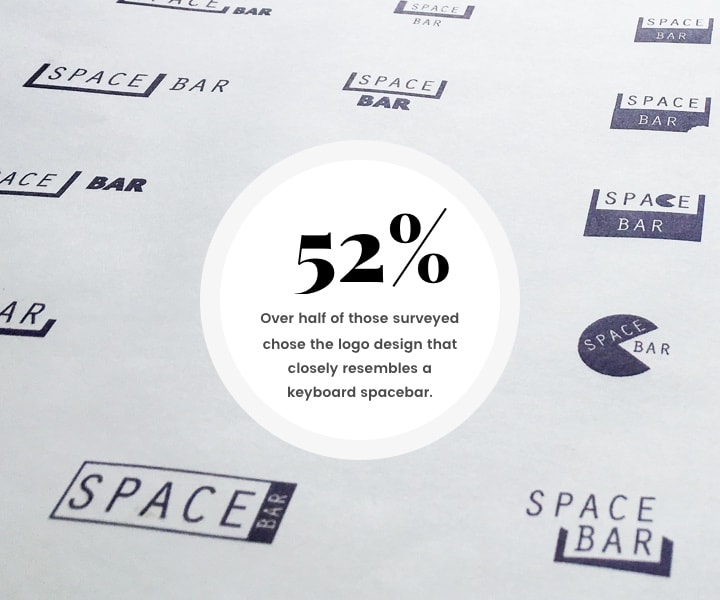 BAR
SPACE
BAR
SPACE
BAR
SPACE BAR
SPACE
BAR
SPACE
BAR
ACE BAR
SPACE
BAR
52%
Over half of those surveyed
chose the logo design that
closely resembles a
keyboard spacebar.
AR
SPACE
BAR
SPACE BAR
SPACE
BAR